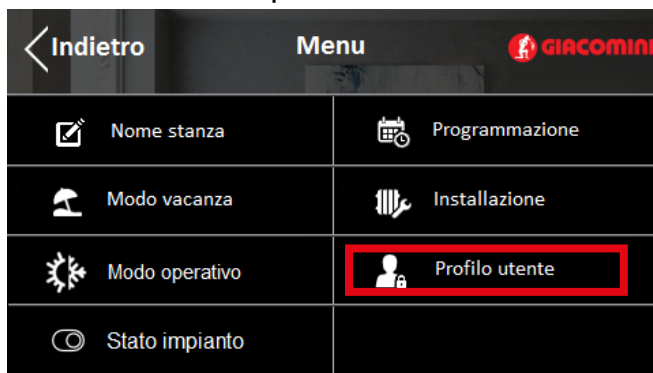 Indietro
Menu
GIACOMINI
Nome stanza
Programmazione
Modo vacanza
Installazione
Modo operativo
Profilo utente
Stato impianto